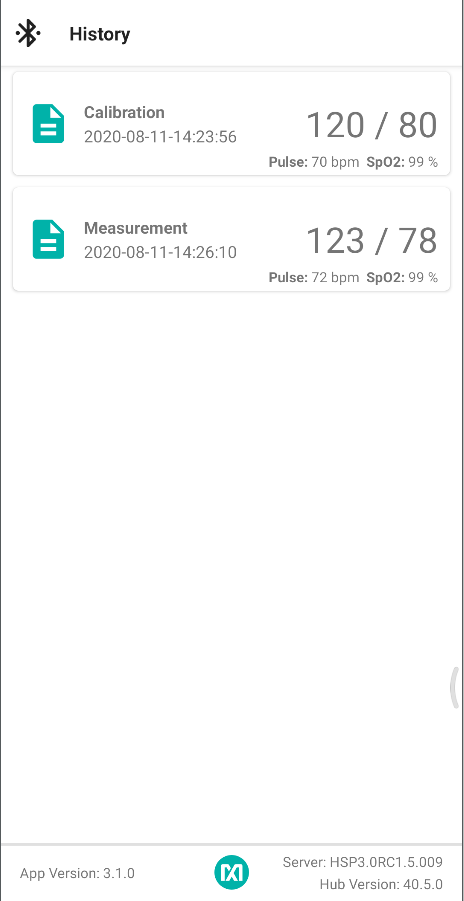 History
Calibration
2020-08-11-14:23:56
120 / 80
Pulse: 70 bpm SpO2: 99 %
Measurement
2020-08-11-14:26:10
123 / 78
Pulse: 72 bpm SpO2: 99 %
App Version: 3.1.0
Server: HSP3.0RC1.5.009
Hub Version: 40.5.0